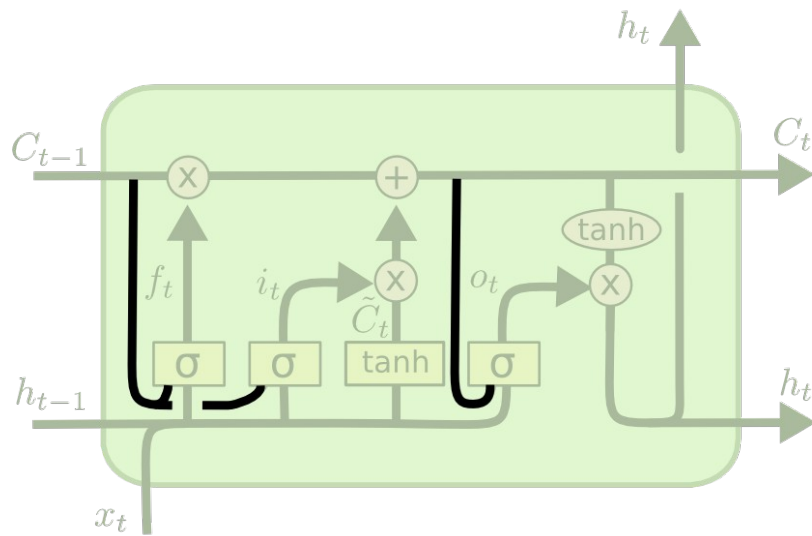 h_t
C_{t-1}
C_t
x
+
tanh
f_t
i_t
x
o_t
x
C̃_t
σ
σ
tanh
σ
h_{t-1}
h_t
x_t